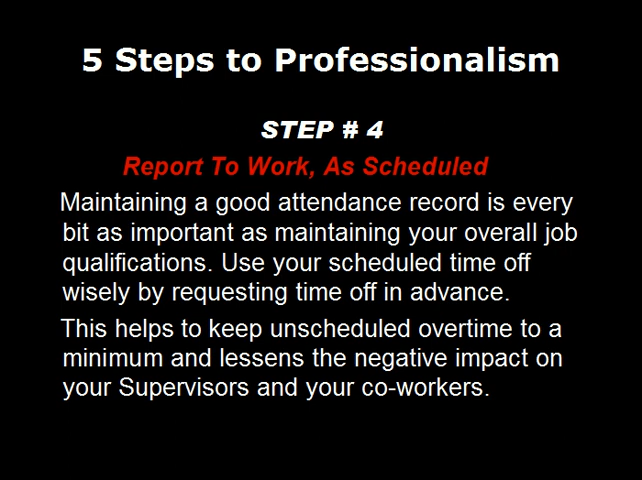 5 Steps to Professionalism
STEP # 4
Report To Work, As Scheduled
Maintaining a good attendance record is every
bit as important as maintaining your overall job
qualifications. Use your scheduled time off
wisely by requesting time off in advance.
This helps to keep unscheduled overtime to a
minimum and lessens the negative impact on
your Supervisors and your co-workers.